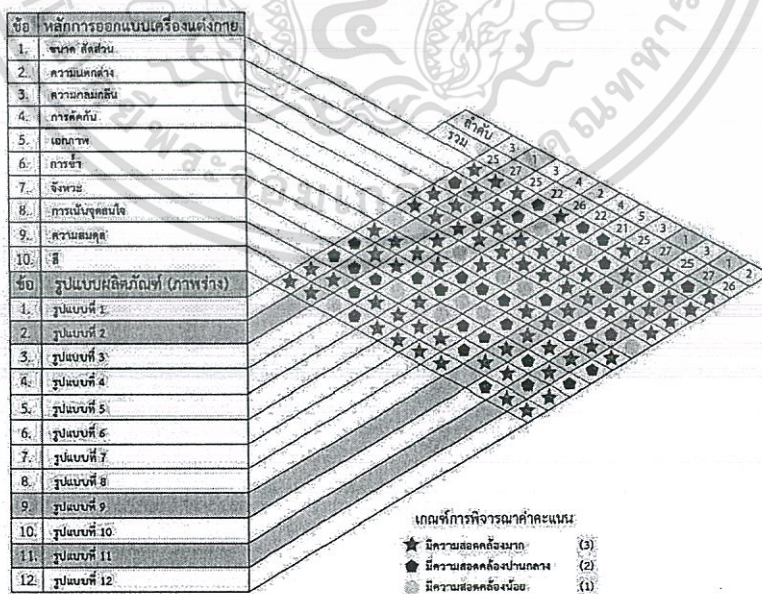 ข้อ หลักการออกแบบเครื่องแต่งกาย
1. ขนาด สัดส่วน
2. ความแตกต่าง
3. ความกลมกลืน
4. การตัดกัน
5. เอกภาพ
6. การซ้ำ
7. จังหวะ
8. การเน้นจุดสนใจ
9. ความสมดุล
10. สี
ข้อ รูปแบบผลิตภัณฑ์ (ภาพร่าง)
1. รูปแบบที่ 1
2. รูปแบบที่ 2
3. รูปแบบที่ 3
4. รูปแบบที่ 4
5. รูปแบบที่ 5
6. รูปแบบที่ 6
7. รูปแบบที่ 7
8. รูปแบบที่ 8
9. รูปแบบที่ 9
10. รูปแบบที่ 10
11. รูปแบบที่ 11
12. รูปแบบที่ 12
ลำดับ 3 1 3 4 2 4 5 3 1 3 1 2
รวม 25 27 25 22 26 22 21 25 27 25 27 26
เกณฑ์การพิจารณาค่าคะแนน
มีความสอดคล้องมาก (3)
มีความสอดคล้องปานกลาง (2)
มีความสอดคล้องน้อย (1)